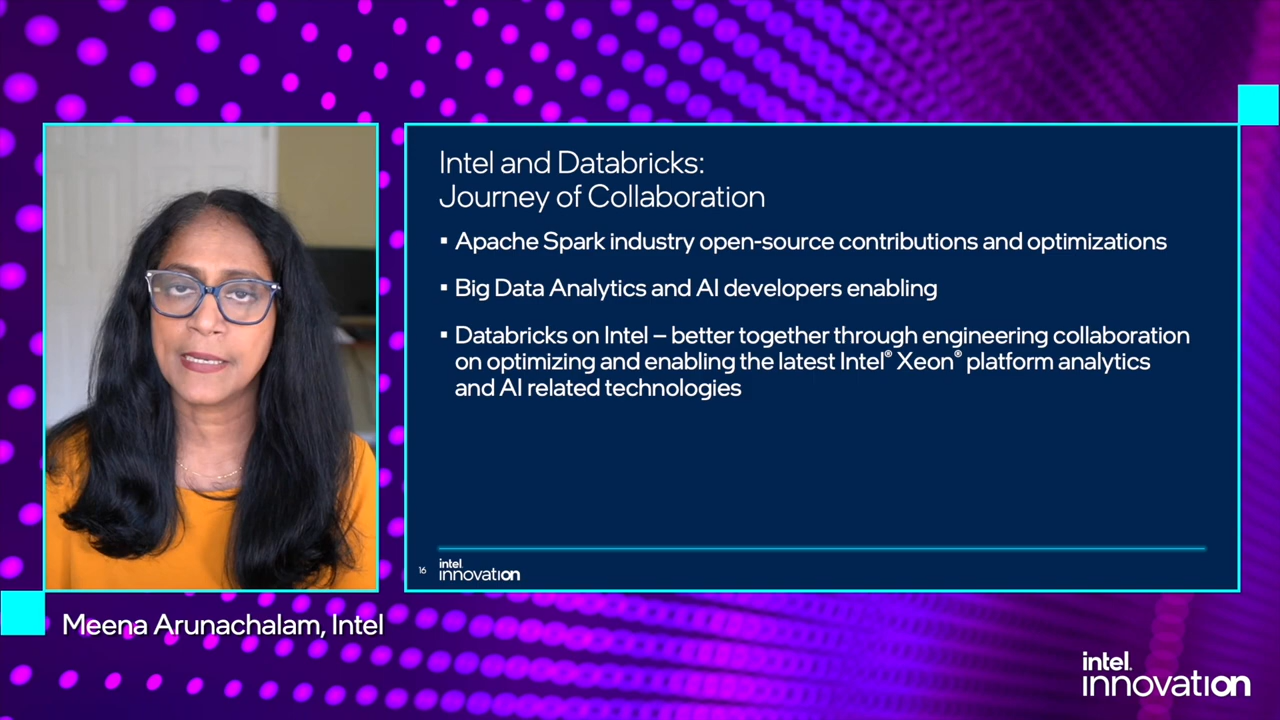 Intel and Databricks:
Journey of Collaboration
▪ Apache Spark industry open-source contributions and optimizations
▪ Big Data Analytics and AI developers enabling
▪ Databricks on Intel – better together through engineering collaboration
on optimizing and enabling the latest Intel® Xeon® platform analytics
and AI related technologies
16
intel.
innovation
Meena Arunachalam, Intel
intel.
innovation